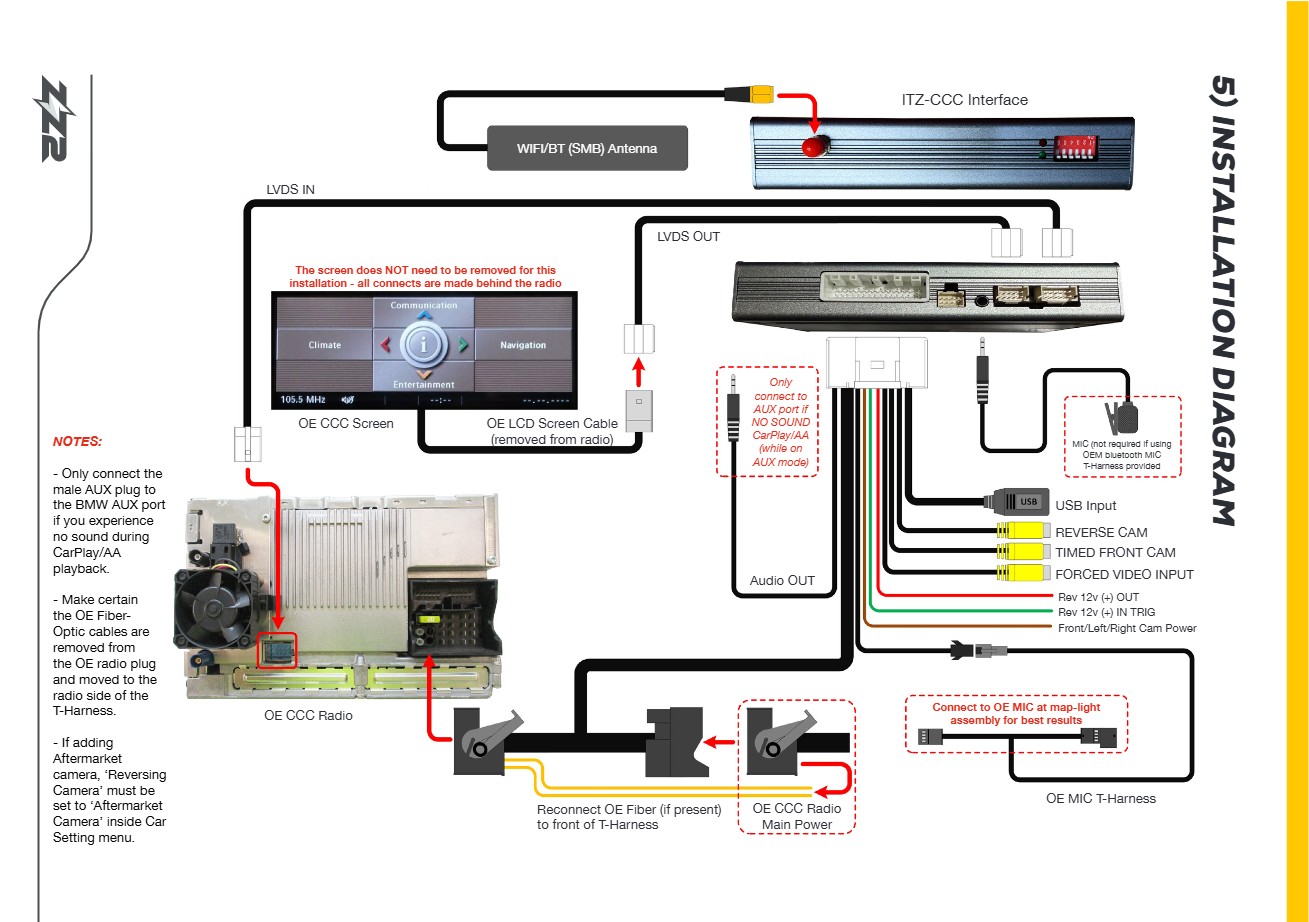 5) INSTALLATION DIAGRAM
ZZ2
ITZ-CCC Interface
WIFI/BT (SMB) Antenna
LVDS IN
LVDS OUT
The screen does NOT need to be removed for this
installation - all connects are made behind the radio
Communication
Climate
i
Navigation
Entertainment
105.5 MHz
--:--
--.--.----
OE CCC Screen
OE LCD Screen Cable
(removed from radio)
Only
connect to
AUX port if
NO SOUND
CarPlay/AA
(while on
AUX mode)
MIC (not required if using
OEM bluetooth MIC
T-Harness provided
NOTES:
- Only connect the
male AUX plug to
the BMW AUX port
if you experience
no sound during
CarPlay/AA
playback.
- Make certain
the OE Fiber-
Optic cables are
removed from
the OE radio plug
and moved to the
radio side of the
T-Harness.
- If adding
Aftermarket
camera, ‘Reversing
Camera’ must be
set to ‘Aftermarket
Camera’ inside Car
Setting menu.
USB
USB Input
REVERSE CAM
TIMED FRONT CAM
FORCED VIDEO INPUT
Audio OUT
Rev 12v (+) OUT
Rev 12v (+) IN TRIG
Front/Left/Right Cam Power
OE CCC Radio
Connect to OE MIC at map-light
assembly for best results
OE MIC T-Harness
Reconnect OE Fiber (if present)
to front of T-Harness
OE CCC Radio
Main Power